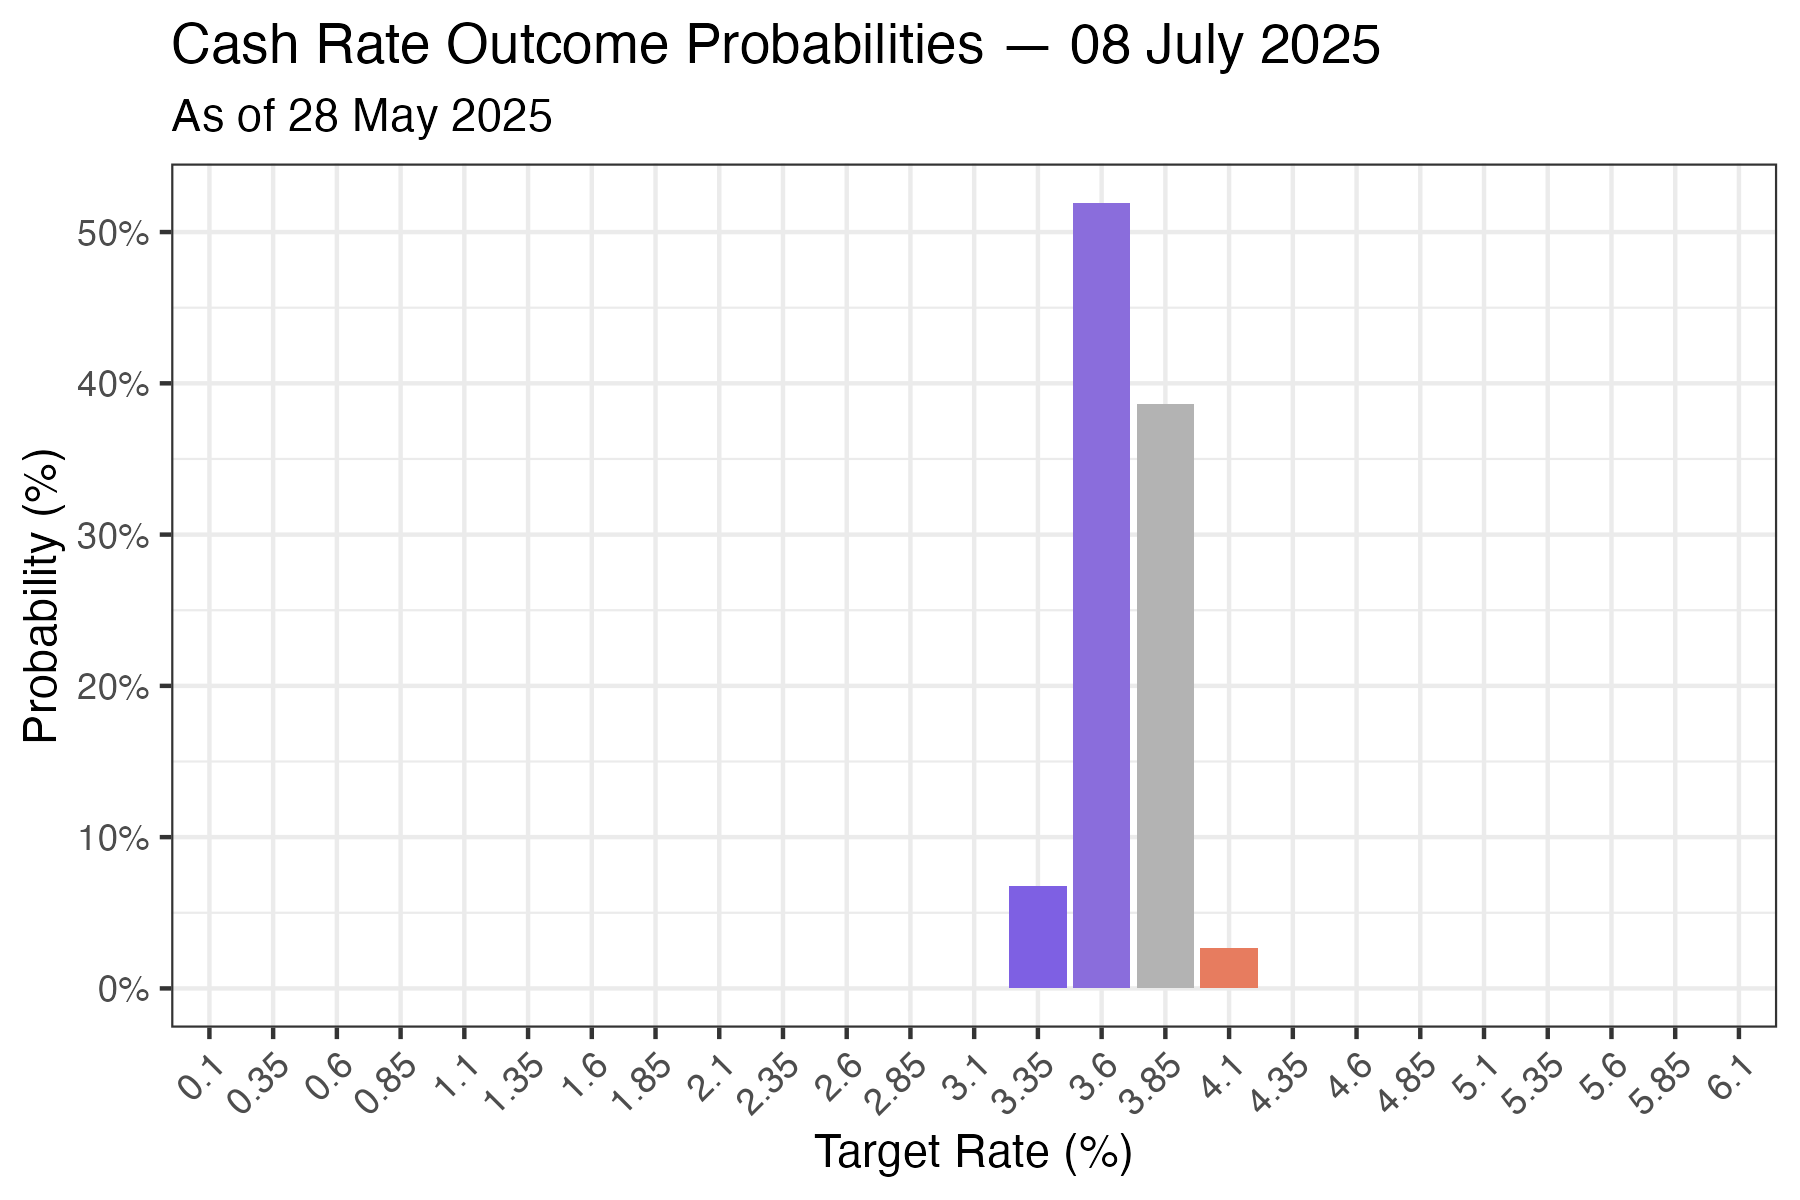 Cash Rate Outcome Probabilities — 08 July 2025
As of 28 May 2025
Probability (%)
50%
40%
30%
20%
10%
0%
0.1 0.35 0.6 0.85 1.1 1.35 1.6 1.85 2.1 2.35 2.6 2.85 3.1 3.35 3.6 3.85 4.1 4.35 4.6 4.85 5.1 5.35 5.6 5.85 6.1
Target Rate (%)